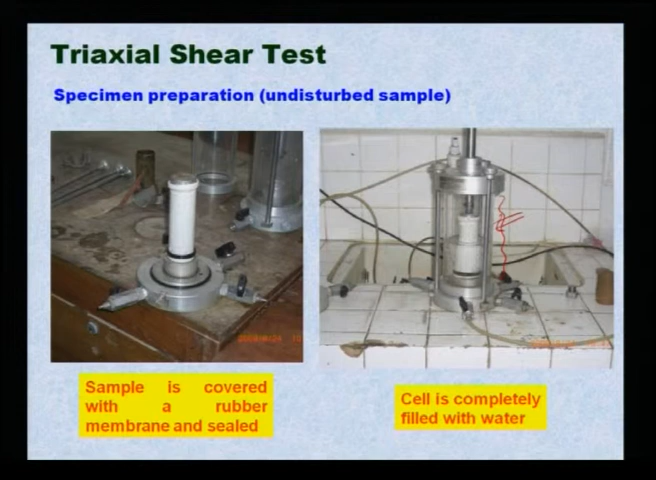 Triaxial Shear Test
Specimen preparation (undisturbed sample)
Sample is covered
with a rubber
membrane and sealed
Cell is completely
filled with water